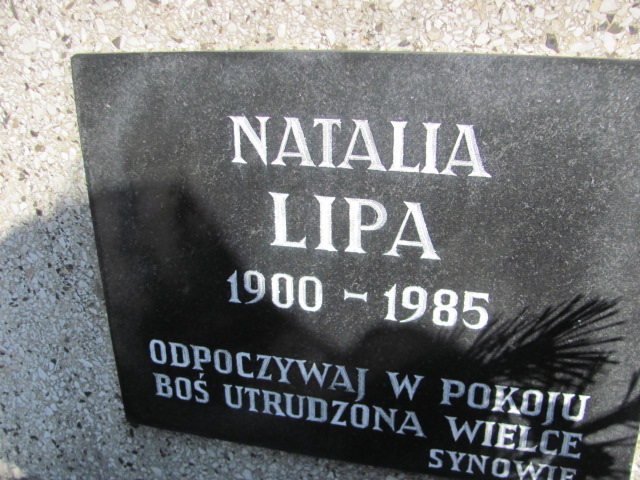 NATALIA
LIPA
1900 - 1985
ODPOCZYWAJ W POKOJU
BOŚ UTRUDZONA WIELCE
SYNOWIE